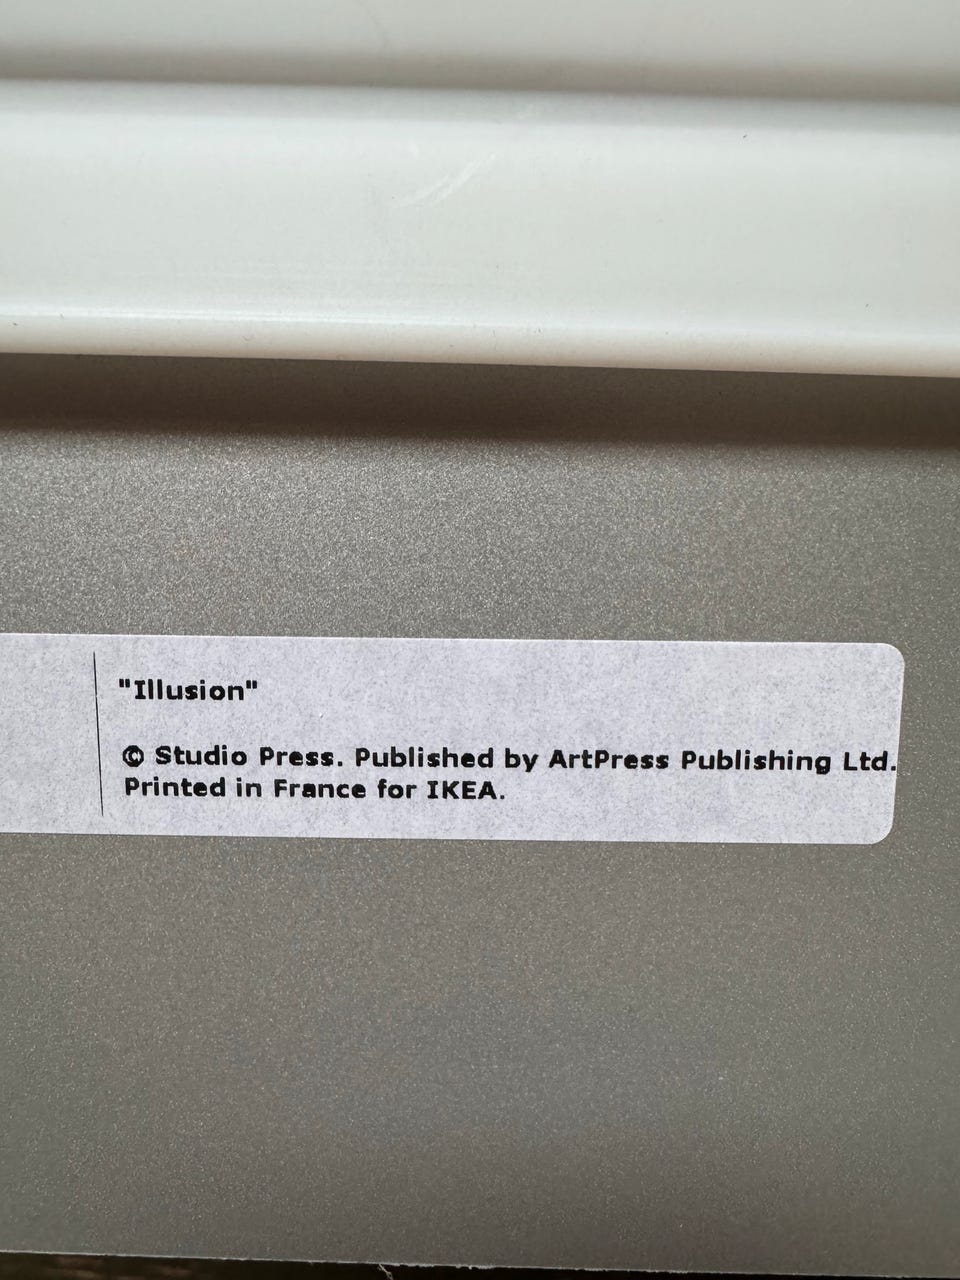 "Illusion"
© Studio Press. Published by ArtPress Publishing Ltd.
Printed in France for IKEA.